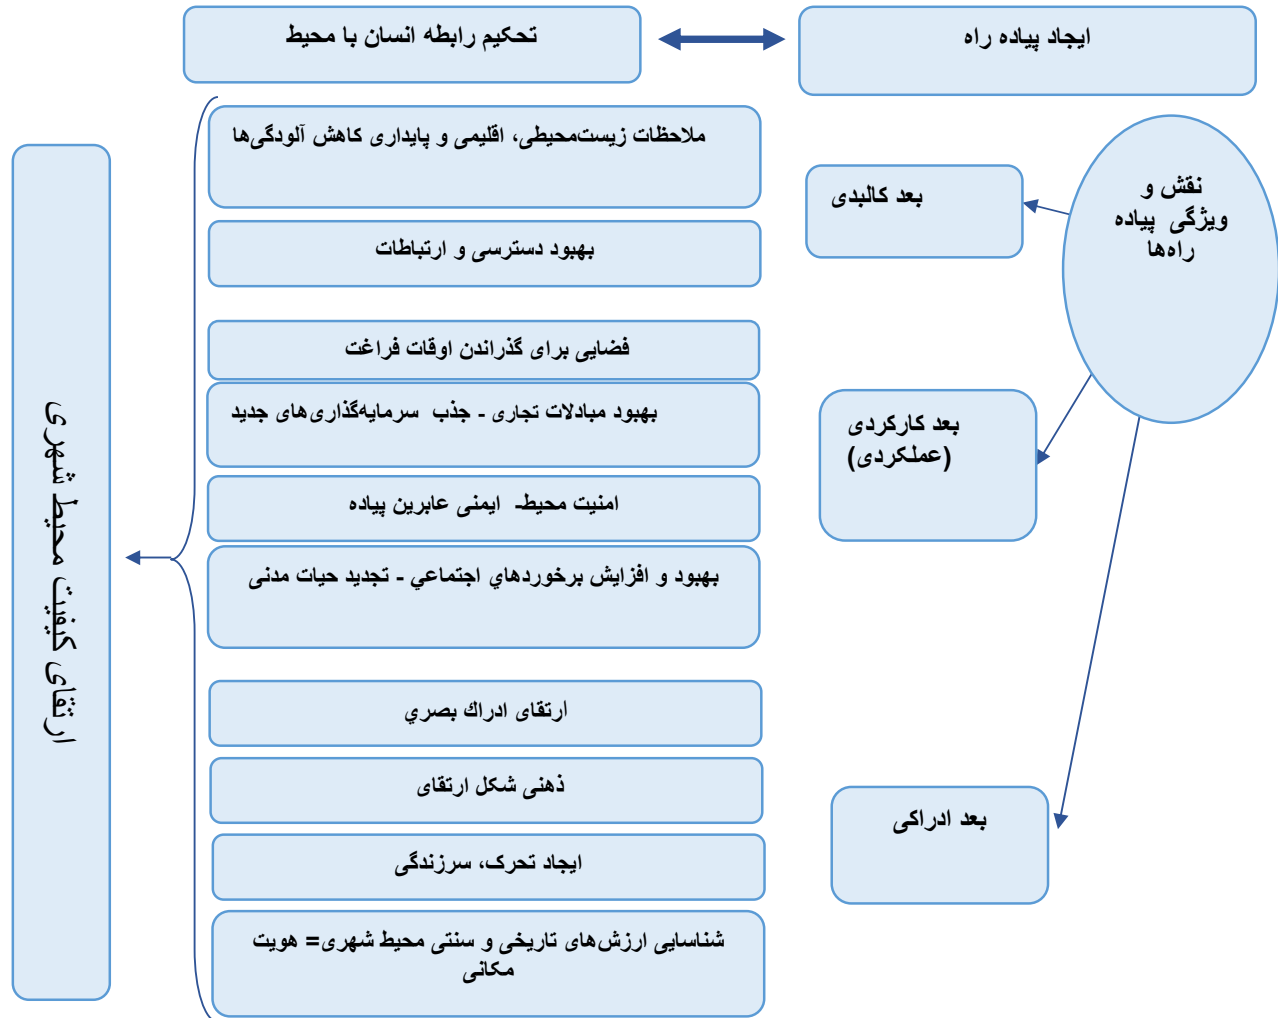 ایجاد پیاده راه
تحکیم رابطه انسان با محیط
نقش و
ویژگی پیاده
راه‌ها
بعد کالبدی
بعد کارکردی
(عملکردی)
بعد ادراکی
ملاحظات زیست‌محیطی، اقلیمی و پایداری کاهش آلودگی‌ها
بهبود دسترسی و ارتباطات
فضایی برای گذراندن اوقات فراغت
بهبود مبادلات تجاری - جذب سرمایه‌گذاری‌های جدید
امنیت محیط- ایمنی عابرین پیاده
بهبود و افزایش برخوردهاي اجتماعي - تجدید حیات مدنی
ارتقای ادراك بصري
ذهنی شکل ارتقای
ایجاد تحرک، سرزندگی
شناسایی ارزش‌های تاریخی و سنتی محیط شهری= هویت
مکانی
ارتقای کیفیت محیط شهری